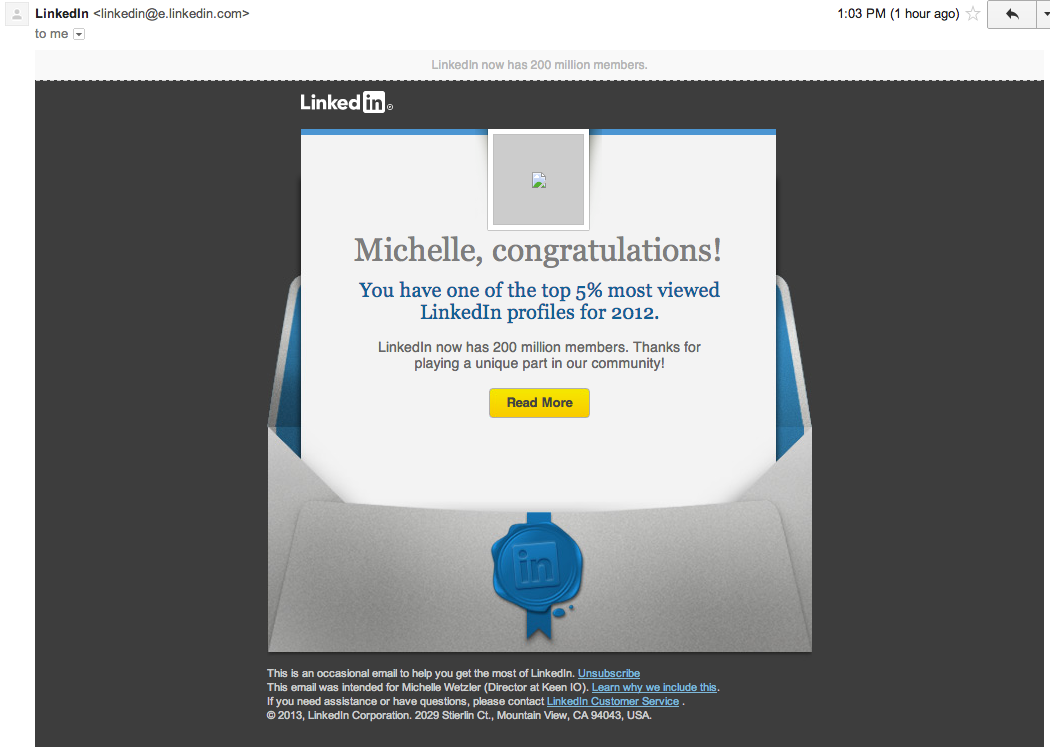 LinkedIn <linkedin@e.linkedin.com>
1:03 PM (1 hour ago)
to me
LinkedIn now has 200 million members.
Linked in ®
Michelle, congratulations!
You have one of the top 5% most viewed
LinkedIn profiles for 2012.
LinkedIn now has 200 million members. Thanks for
playing a unique part in our community!
Read More
in
This is an occasional email to help you get the most of LinkedIn. Unsubscribe
This email was intended for Michelle Wetzler (Director at Keen IO). Learn why we include this.
If you need assistance or have questions, please contact LinkedIn Customer Service .
© 2013, LinkedIn Corporation. 2029 Stierlin Ct., Mountain View, CA 94043, USA.